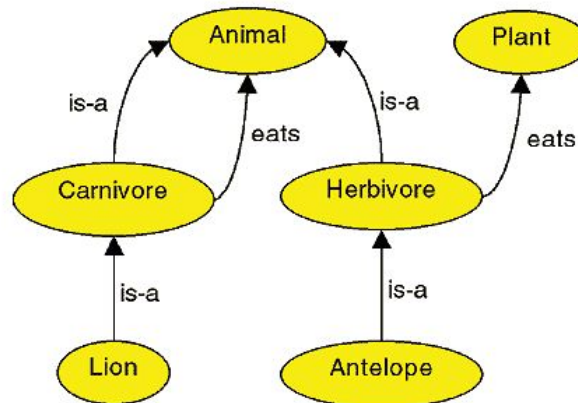 Animal
Plant
is-a
is-a
eats
eats
Carnivore
Herbivore
is-a
is-a
Lion
Antelope